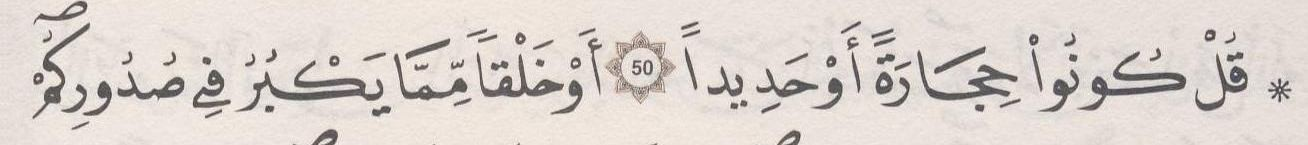 * قُلْ كُونُواْ حِجَارَةً أَوْ حَدِيداً 50 أَوْ خَلْقاً مِّمَّا يَكْبُرُ فِي صُدُورِكُمْ